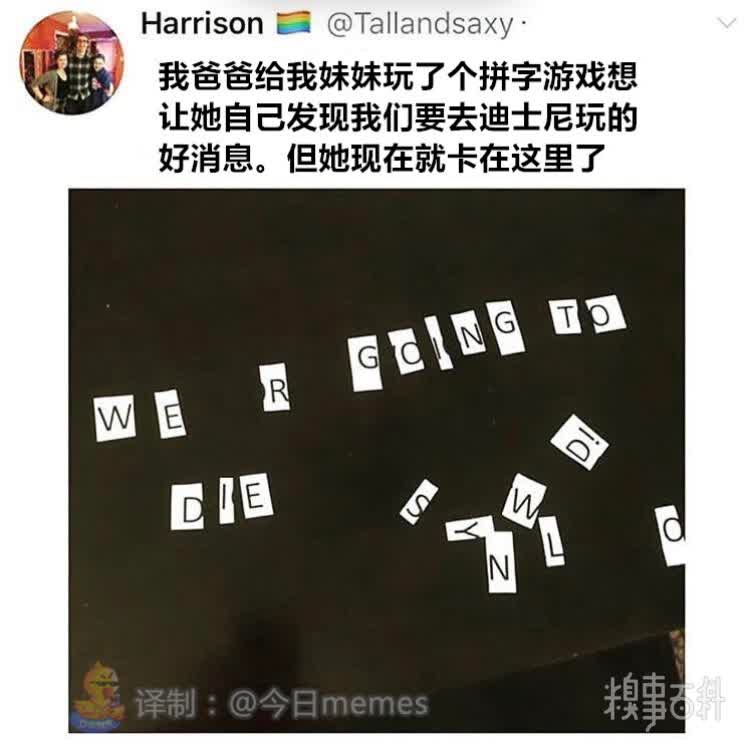 Harrison 🏳️‍🌈 @Tallandsaxy ·
我爸爸给我妹妹玩了个拼字游戏想
让她自己发现我们要去迪士尼玩的
好消息。但她现在就卡在这里了
WE R GOING TO
DIE
Di
S Y W
N L O
译制：@今日memes
糗事百科